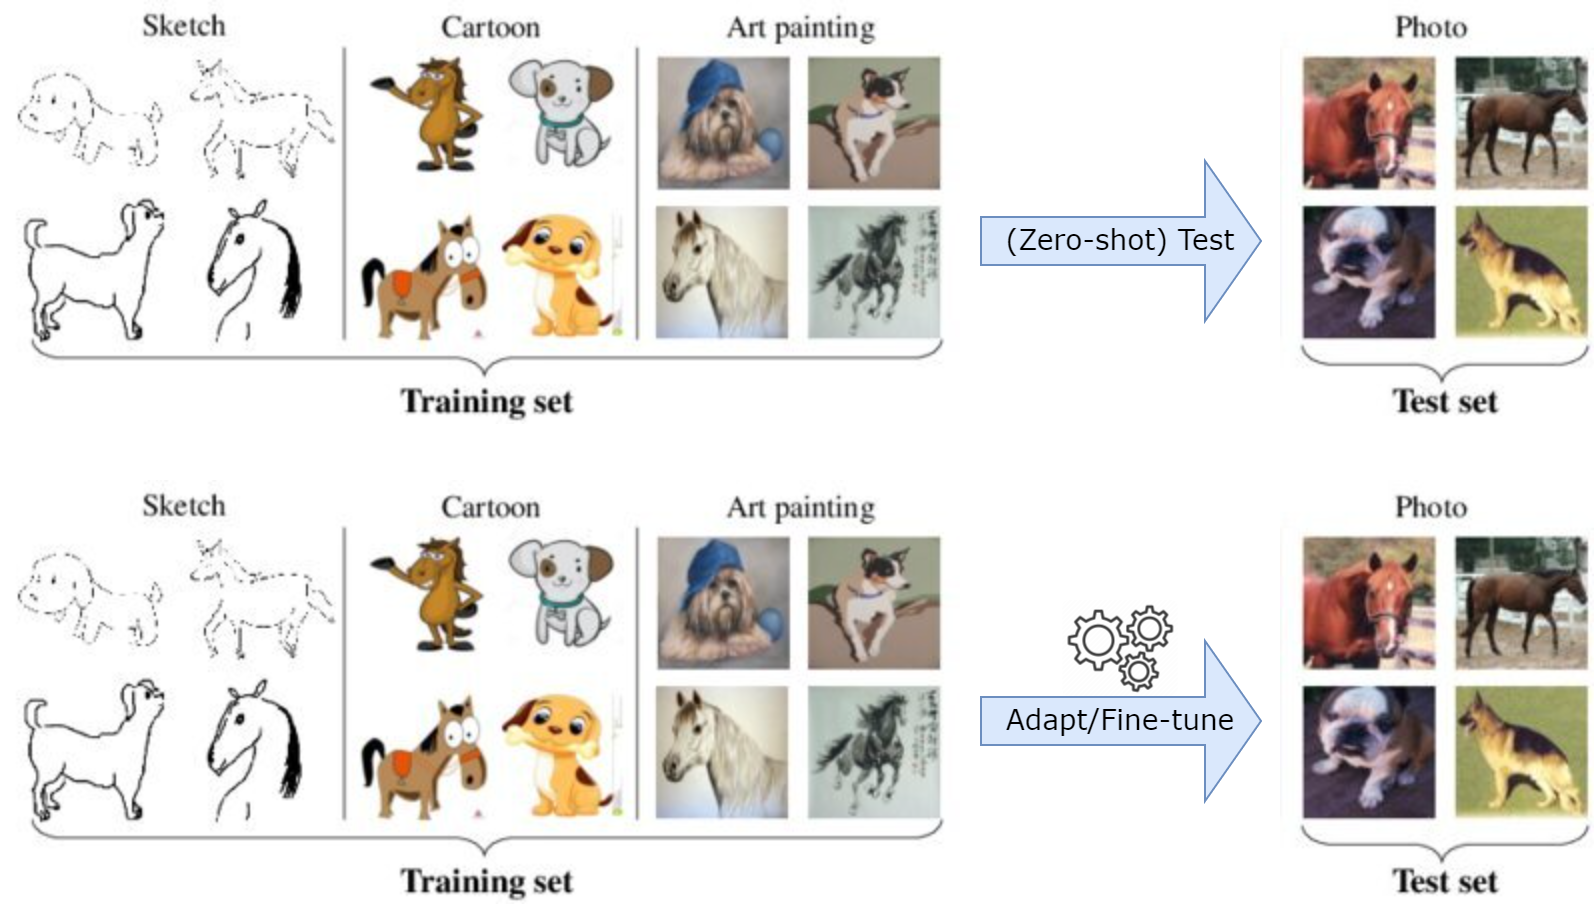 Sketch Cartoon Art painting Photo
(Zero-shot) Test
Training set Test set
Sketch Cartoon Art painting Photo
Adapt/Fine-tune
Training set Test set